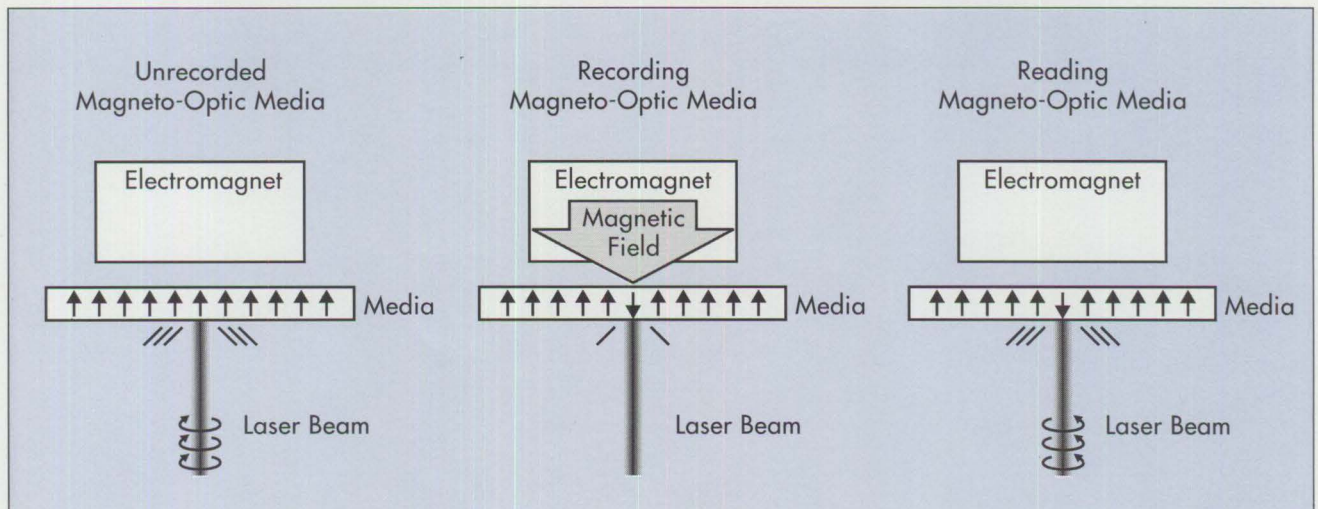 Unrecorded
Magneto-Optic Media
Electromagnet
Media
Laser Beam
Recording
Magneto-Optic Media
Electromagnet
Magnetic
Field
Media
Laser Beam
Reading
Magneto-Optic Media
Electromagnet
Media
Laser Beam